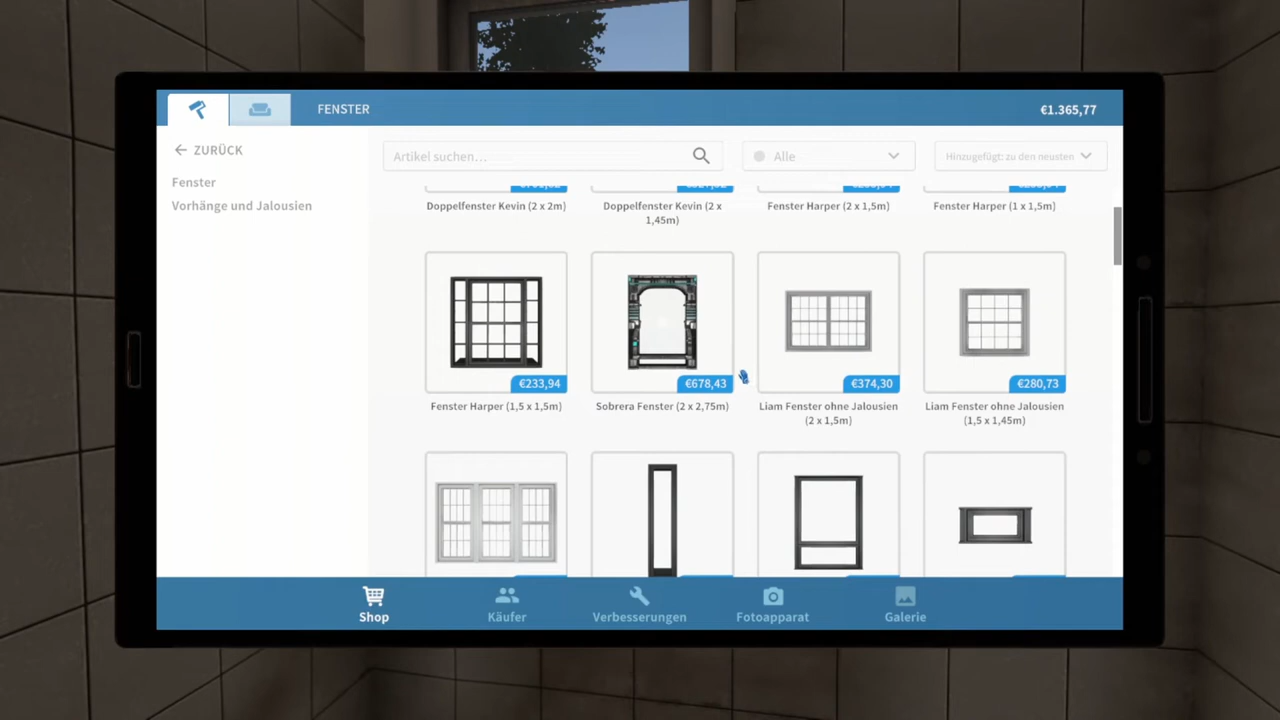 FENSTER
€1.365,77
ZURÜCK
Artikel suchen...
Alle
Hinzugefügt: zu den neusten
Fenster
Vorhänge und Jalousien
Doppelfenster Kevin (2 x 2m)
Doppelfenster Kevin (2 x
1,45m)
Fenster Harper (2 x 1,5m)
Fenster Harper (1 x 1,5m)
€233,94
€678,43
€374,30
€280,73
Fenster Harper (1,5 x 1,5m)
Sobrera Fenster (2 x 2,75m)
Liam Fenster ohne Jalousien
(2 x 1,5m)
Liam Fenster ohne Jalousien
(1,5 x 1,45m)
Shop
Käufer
Verbesserungen
Fotoapparat
Galerie